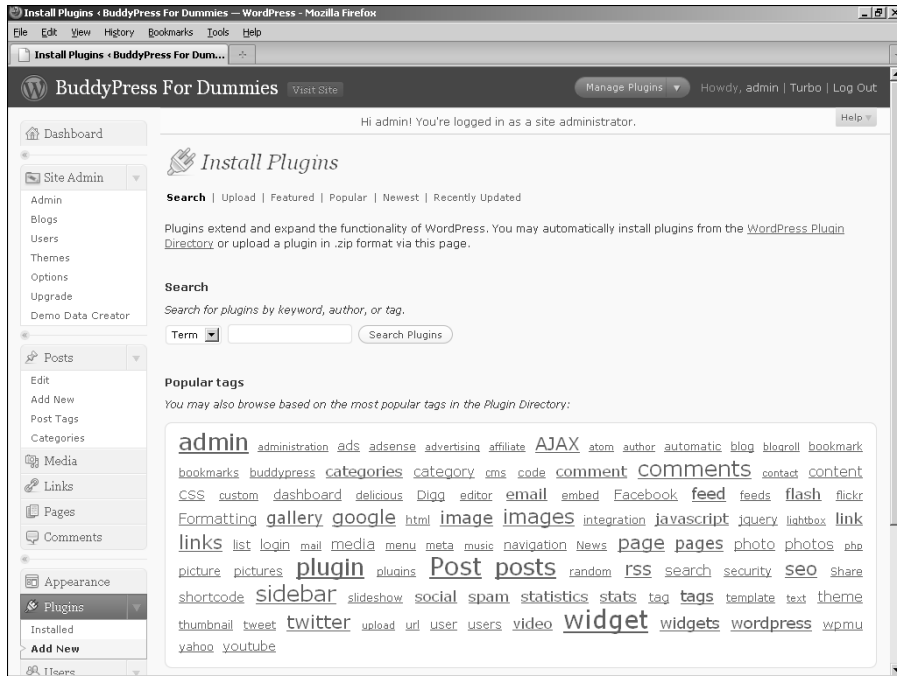 Install Plugins ‹ BuddyPress For Dummies — WordPress - Mozilla Firefox
File Edit View History Bookmarks Tools Help
Install Plugins ‹ BuddyPress For Dum...
BuddyPress For Dummies Visit Site Manage Plugins Howdy, admin | Turbo | Log Out
Hi admin! You're logged in as a site administrator. Help
Dashboard
Site Admin
Admin
Blogs
Users
Themes
Options
Upgrade
Demo Data Creator
Posts
Edit
Add New
Post Tags
Categories
Media
Links
Pages
Comments
Appearance
Plugins
Installed
Add New
Users
Install Plugins
Search | Upload | Featured | Popular | Newest | Recently Updated
Plugins extend and expand the functionality of WordPress. You may automatically install plugins from the WordPress Plugin
Directory or upload a plugin in .zip format via this page.
Search
Search for plugins by keyword, author, or tag.
Term Search Plugins
Popular tags
You may also browse based on the most popular tags in the Plugin Directory:
admin administration ads adsense advertising affiliate AJAX atom author automatic blog blogroll bookmark
bookmarks buddypress categories category cms code comment comments contact content
CSS custom dashboard delicious Digg editor email embed Facebook feed feeds flash flickr
Formatting gallery google html image images integration javascript jquery lightbox link
links list login mail media menu meta music navigation News page pages photo photos php
picture pictures plugin plugins Post posts random rss search security seo Share
shortcode sidebar slideshow social spam statistics stats tag tags template text theme
thumbnail tweet twitter upload url user users video widget widgets wordpress wpmu
yahoo youtube